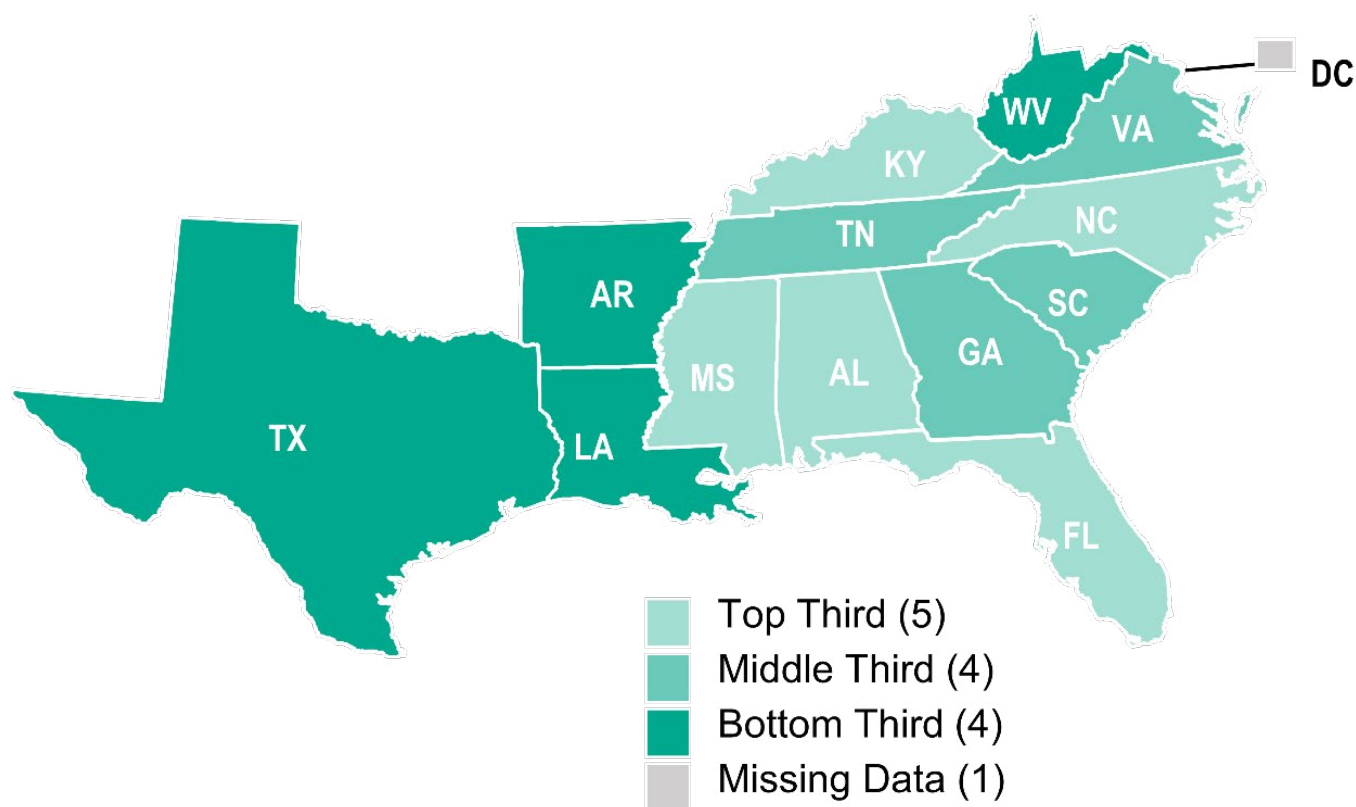 DC
WV
VA
KY
NC
TN
AR
SC
GA
MS
AL
TX
LA
FL
Top Third (5)
Middle Third (4)
Bottom Third (4)
Missing Data (1)